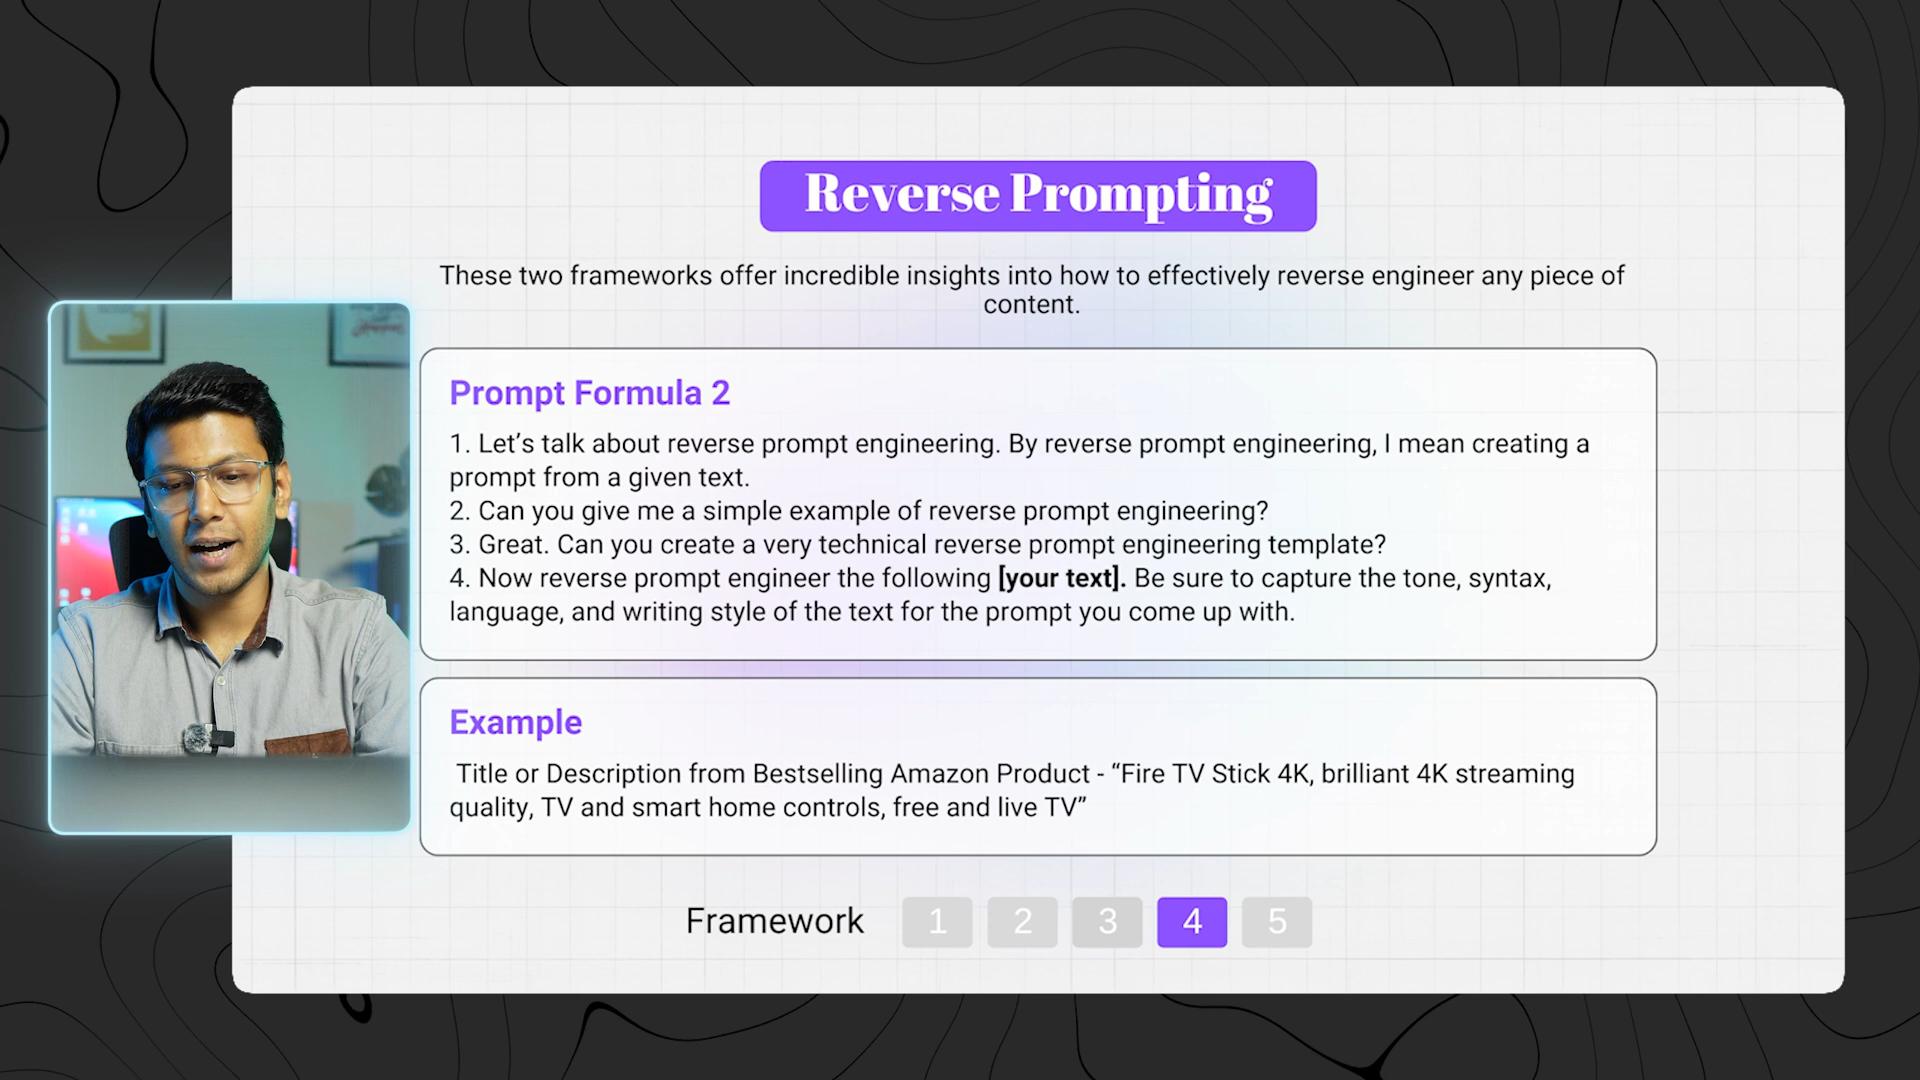 Reverse Prompting
These two frameworks offer incredible insights into how to effectively reverse engineer any piece of
content.
Prompt Formula 2
1. Let’s talk about reverse prompt engineering. By reverse prompt engineering, I mean creating a
prompt from a given text.
2. Can you give me a simple example of reverse prompt engineering?
3. Great. Can you create a very technical reverse prompt engineering template?
4. Now reverse prompt engineer the following [your text]. Be sure to capture the tone, syntax,
language, and writing style of the text for the prompt you come up with.
Example
Title or Description from Bestselling Amazon Product - “Fire TV Stick 4K, brilliant 4K streaming
quality, TV and smart home controls, free and live TV”
Framework 1 2 3 4 5